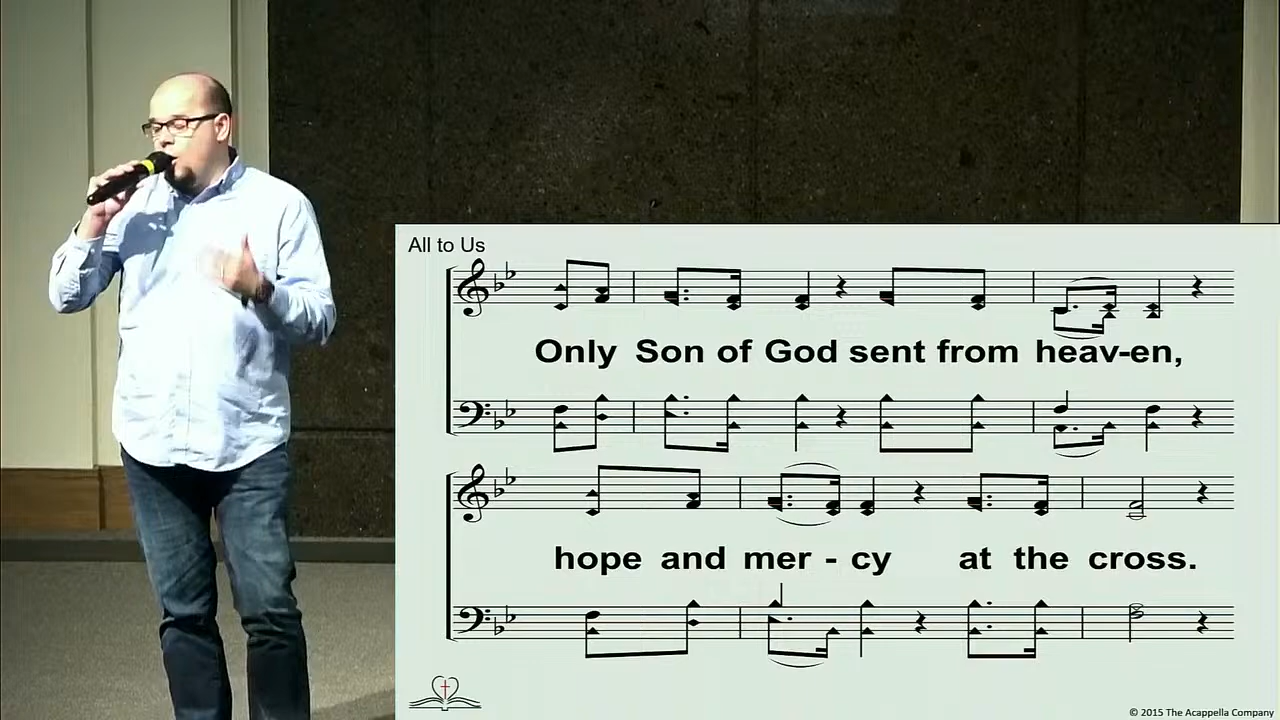 All to Us
Only Son of God sent from heav-en,
hope and mer - cy at the cross.
© 2015 The Acappella Company